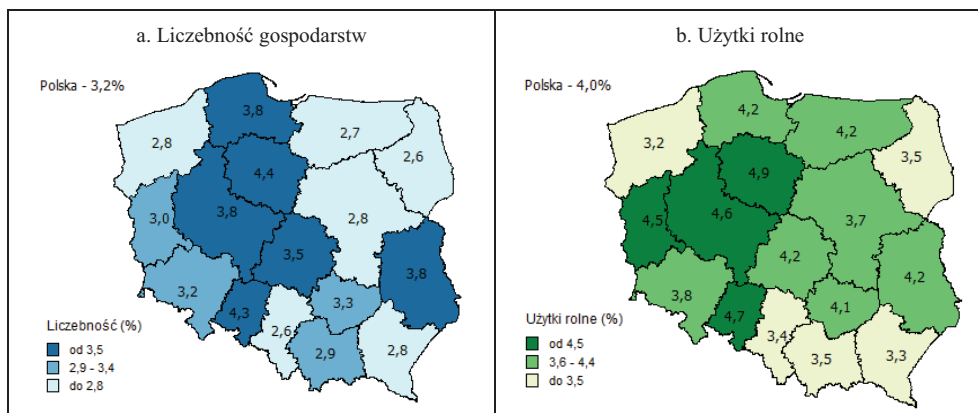 a. Liczebność gospodarstw
Polska - 3,2%
3,8
2,8
2,7
2,6
4,4
3,8
3,0
2,8
3,5
3,8
3,2
3,3
4,3
2,6
2,9
2,8
Liczebność (%)
od 3,5
2,9 - 3,4
do 2,8
b. Użytki rolne
Polska - 4,0%
4,2
4,2
3,2
3,5
4,9
4,5
4,6
3,7
4,2
4,2
3,8
4,1
4,7
3,4
3,5
3,3
Użytki rolne (%)
od 4,5
3,6 - 4,4
do 3,5